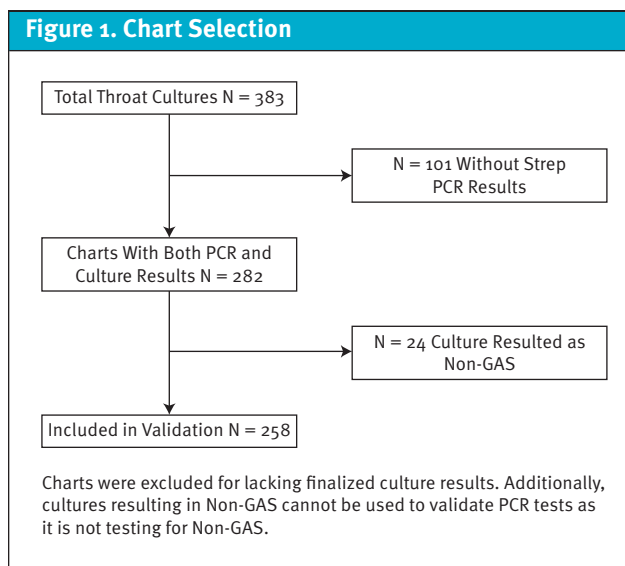 Figure 1. Chart Selection
Total Throat Cultures N = 383
N = 101 Without Strep
PCR Results
Charts With Both PCR and
Culture Results N = 282
N = 24 Culture Resulted as
Non-GAS
Included in Validation N = 258
Charts were excluded for lacking finalized culture results. Additionally,
cultures resulting in Non-GAS cannot be used to validate PCR tests as
it is not testing for Non-GAS.